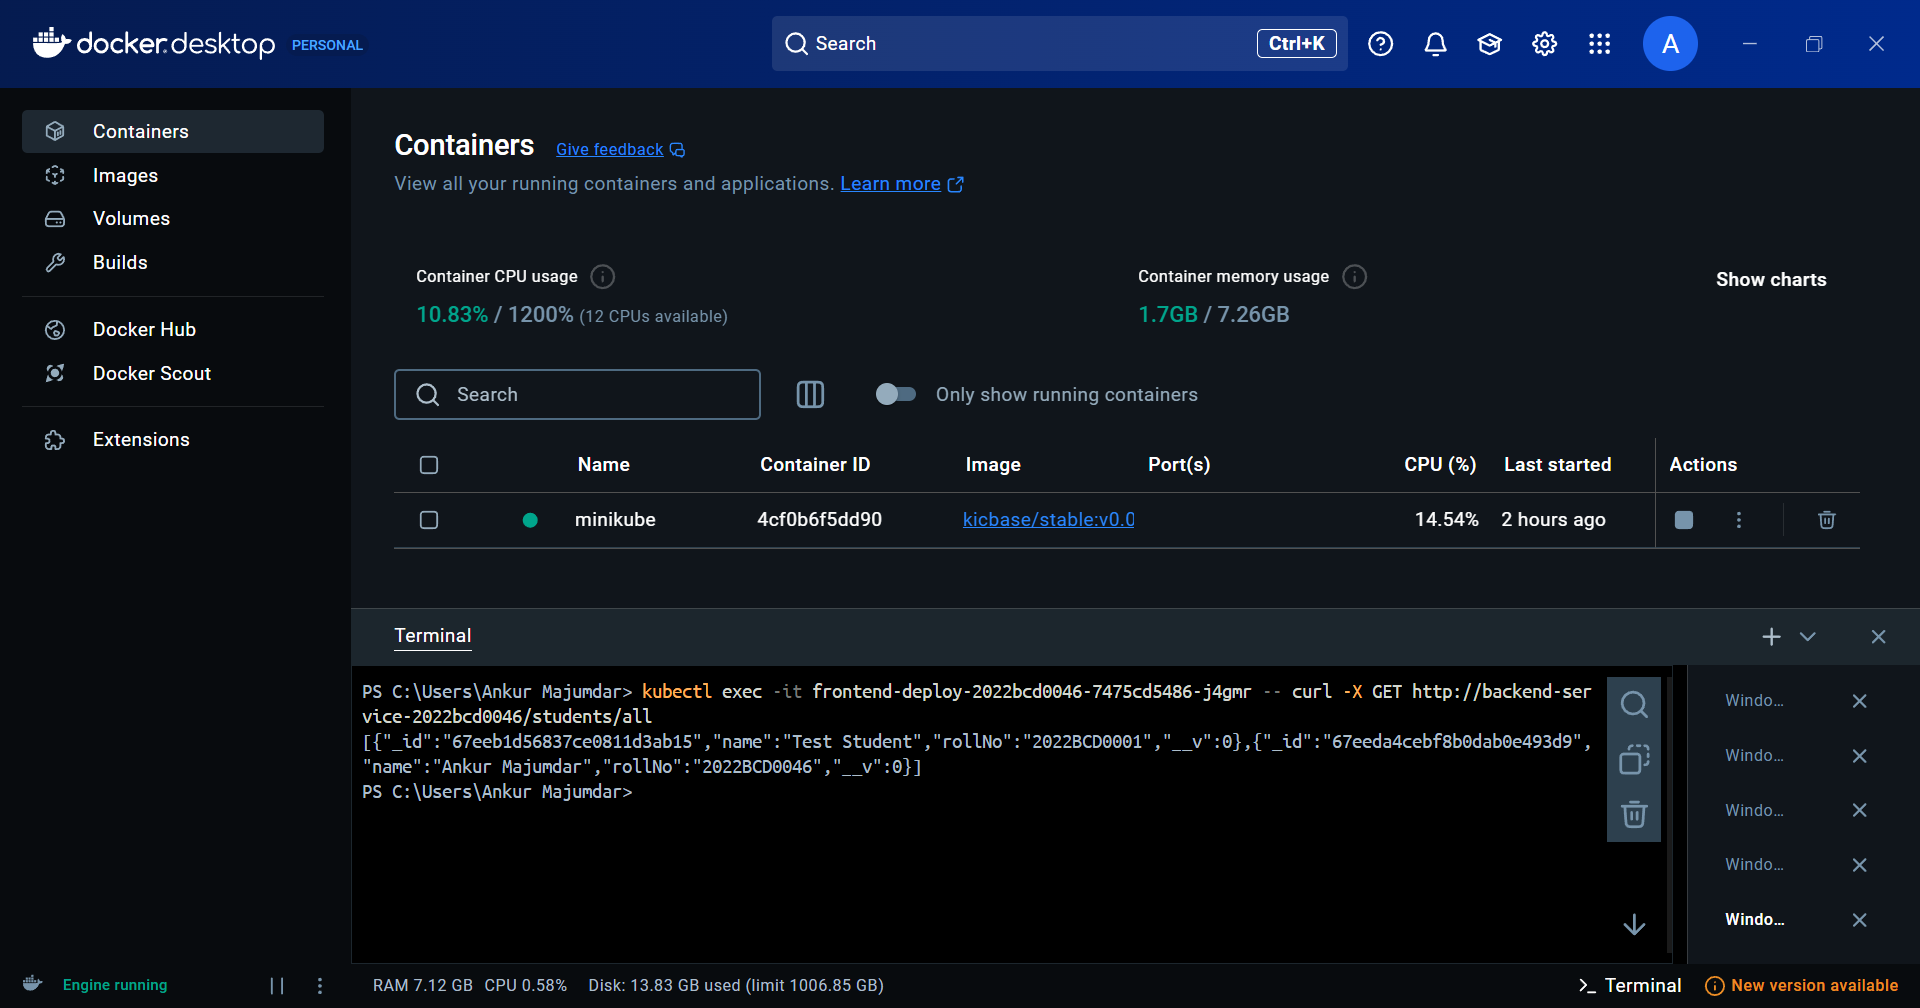 docker.desktop PERSONAL
Search
Ctrl+K
A
Containers
Images
Volumes
Builds
Docker Hub
Docker Scout
Extensions
Containers Give feedback
View all your running containers and applications. Learn more
Container CPU usage
10.83% / 1200% (12 CPUs available)
Container memory usage
1.7GB / 7.26GB
Show charts
Search
Only show running containers
Name Container ID Image Port(s) CPU (%) Last started Actions
minikube 4cf0b6f5dd90 kicbase/stable:v0.0 14.54% 2 hours ago
Terminal
PS C:\Users\Ankur Majumdar> kubectl exec -it frontend-deploy-2022bcd0046-7475cd5486-j4gmr -- curl -X GET http://backend-ser
vice-2022bcd0046/students/all
[{"_id":"67eeb1d56837ce0811d3ab15","name":"Test Student","rollNo":"2022BCD0001","__v":0},{"_id":"67eeda4cebf8b0dab0e493d9",
"name":"Ankur Majumdar","rollNo":"2022BCD0046","__v":0}]
PS C:\Users\Ankur Majumdar>
Windo...
Windo...
Windo...
Windo...
Windo...
Engine running
RAM 7.12 GB CPU 0.58% Disk: 13.83 GB used (limit 1006.85 GB)
>_ Terminal
New version available